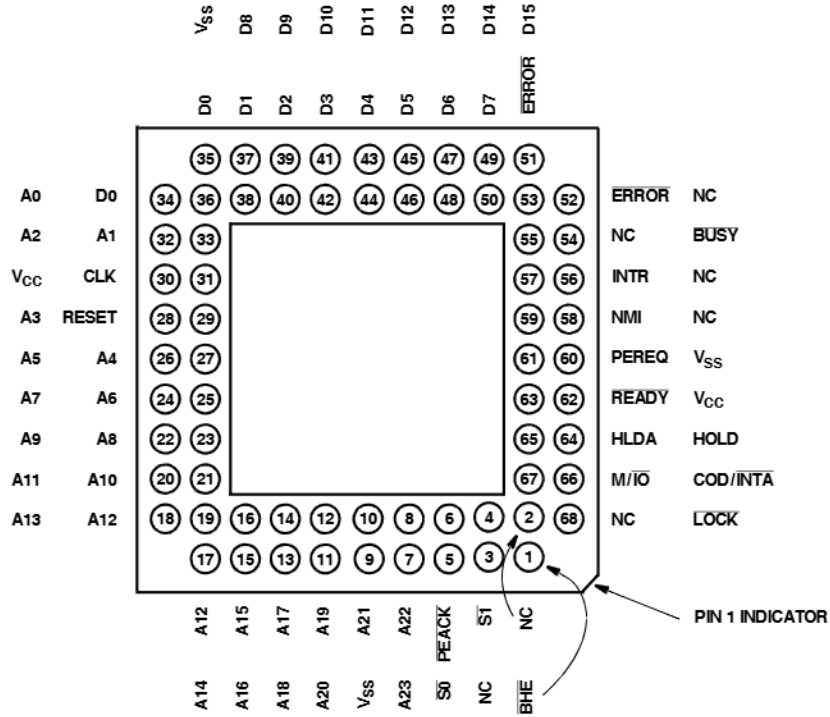 VSS D8 D9 D10 D11 D12 D13 D14 D15
D0 D1 D2 D3 D4 D5 D6 D7 ERROR
35 37 39 41 43 45 47 49 51
A0 D0 34 36 38 40 42 44 46 48 50 53 52 ERROR NC
A2 A1 32 33 55 54 NC BUSY
VCC CLK 30 31 57 56 INTR NC
A3 RESET 28 29 59 58 NMI NC
A5 A4 26 27 61 60 PEREQ VSS
A7 A6 24 25 63 62 READY VCC
A9 A8 22 23 65 64 HLDA HOLD
A11 A10 20 21 67 66 M/IO COD/INTA
A13 A12 18 19 16 14 12 10 8 6 4 2 68 NC LOCK
17 15 13 11 9 7 5 3 1
A12 A15 A17 A19 A21 A22 PEACK S1 NC PIN 1 INDICATOR
A14 A16 A18 A20 VSS A23 S0 NC BHE